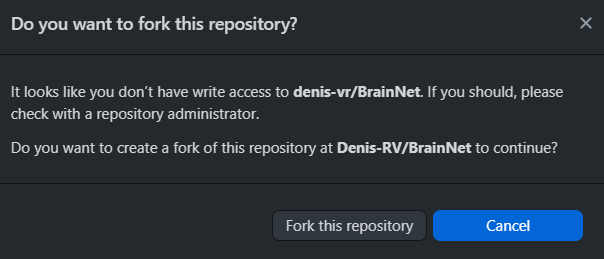 Do you want to fork this repository?
It looks like you don’t have write access to denis-vr/BrainNet. If you should, please
check with a repository administrator.
Do you want to create a fork of this repository at Denis-RV/BrainNet to continue?
Fork this repository
Cancel